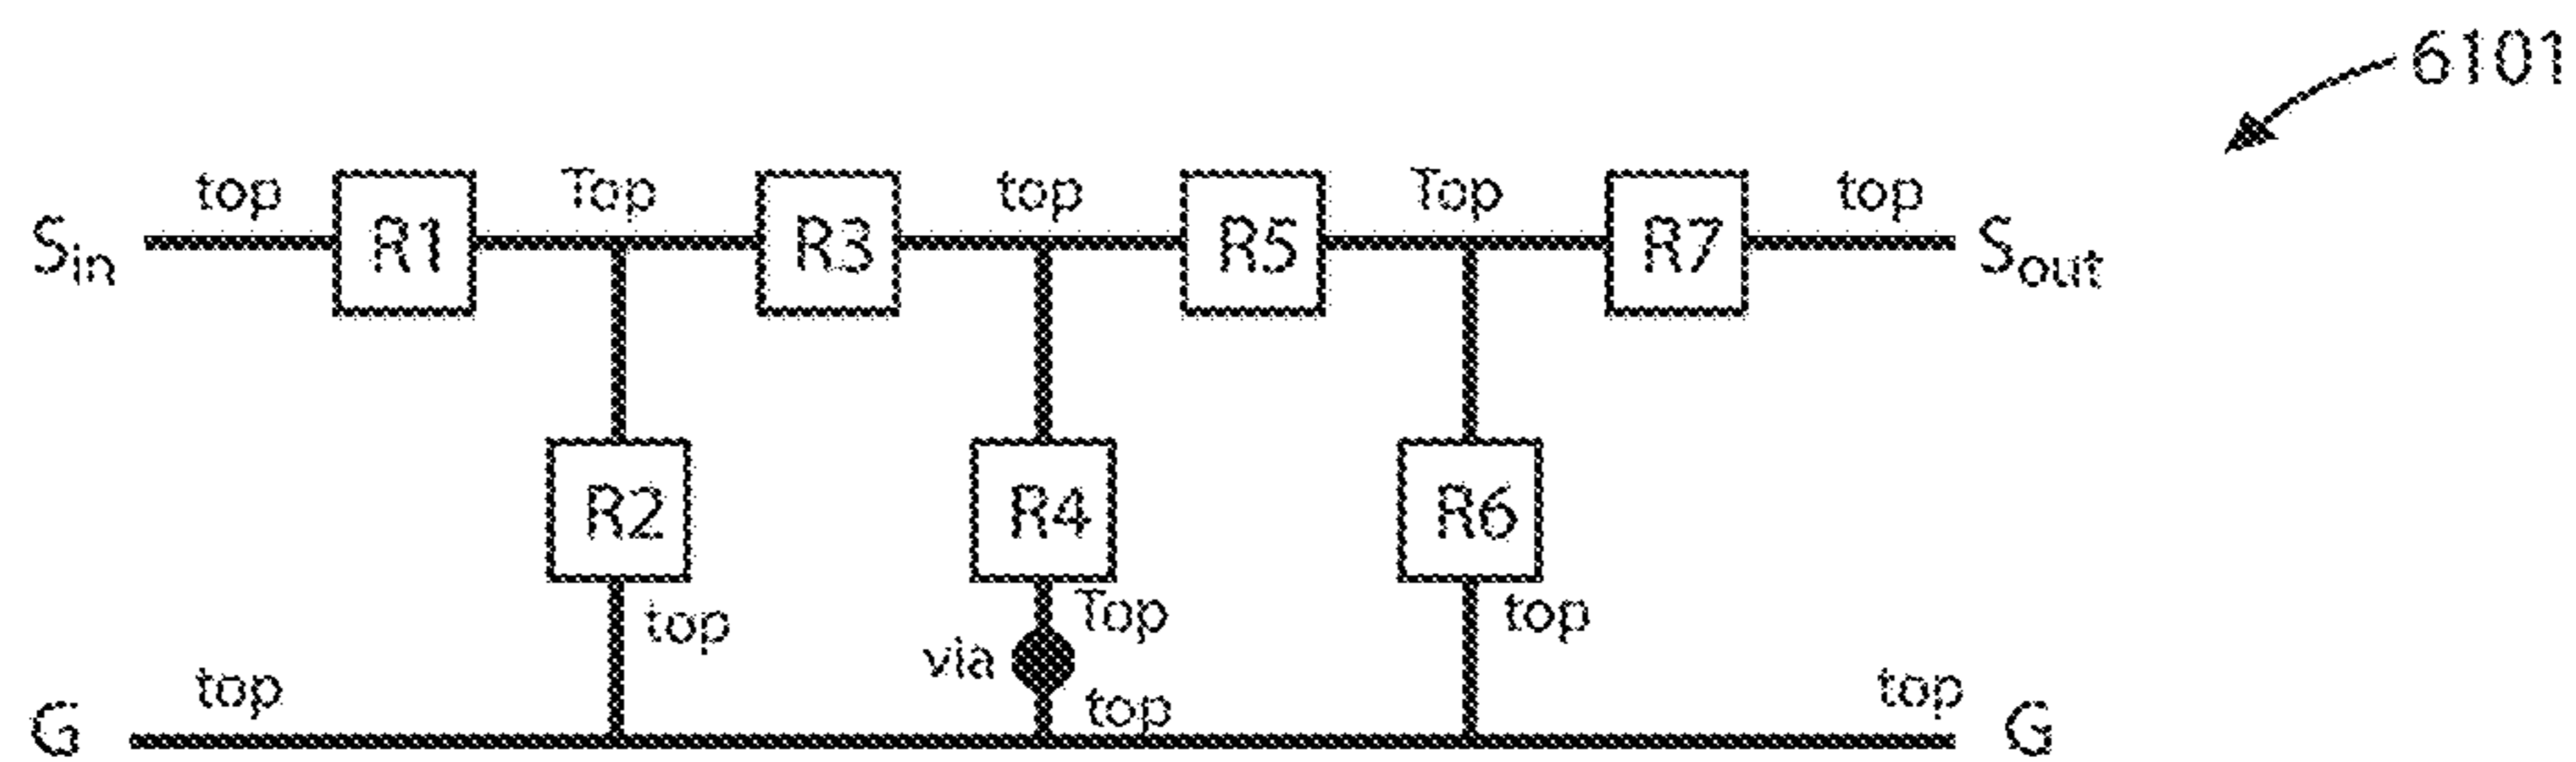 6101
top Top top Top top
S_in R1 R3 R5 R7 S_out
R2 R4 R6
top Top top
via
top top top
G G